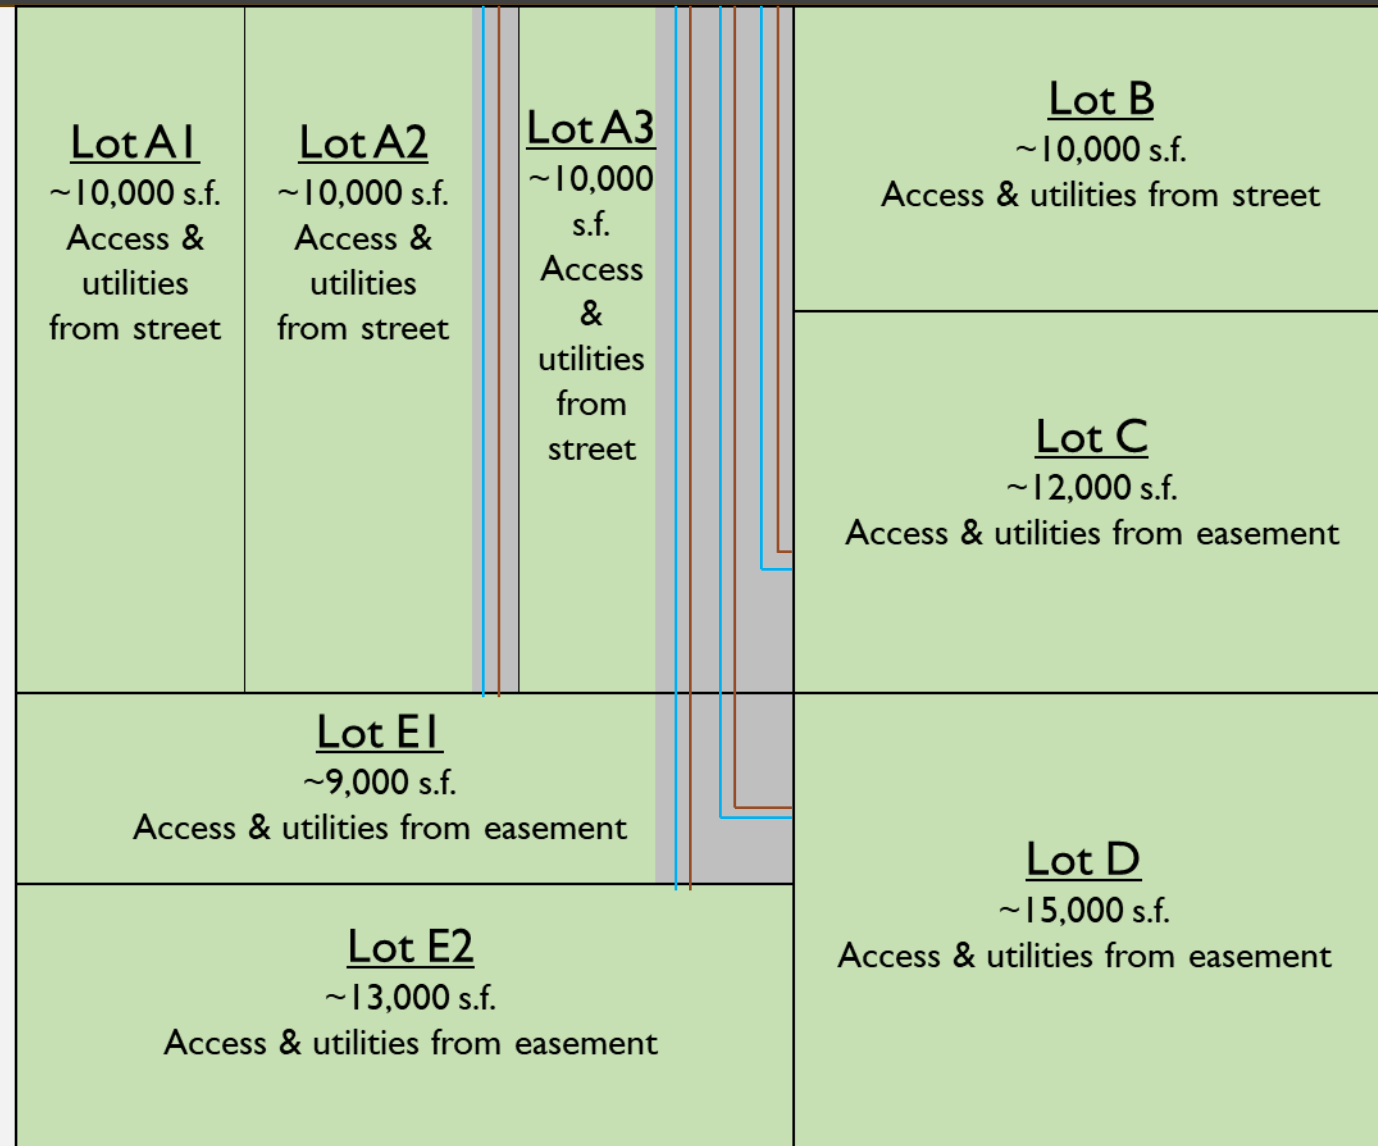 Lot A1
~10,000 s.f.
Access &
utilities
from street
Lot A2
~10,000 s.f.
Access &
utilities
from street
Lot A3
~10,000
s.f.
Access
&
utilities
from
street
Lot B
~10,000 s.f.
Access & utilities from street
Lot C
~12,000 s.f.
Access & utilities from easement
Lot E1
~9,000 s.f.
Access & utilities from easement
Lot D
~15,000 s.f.
Access & utilities from easement
Lot E2
~13,000 s.f.
Access & utilities from easement